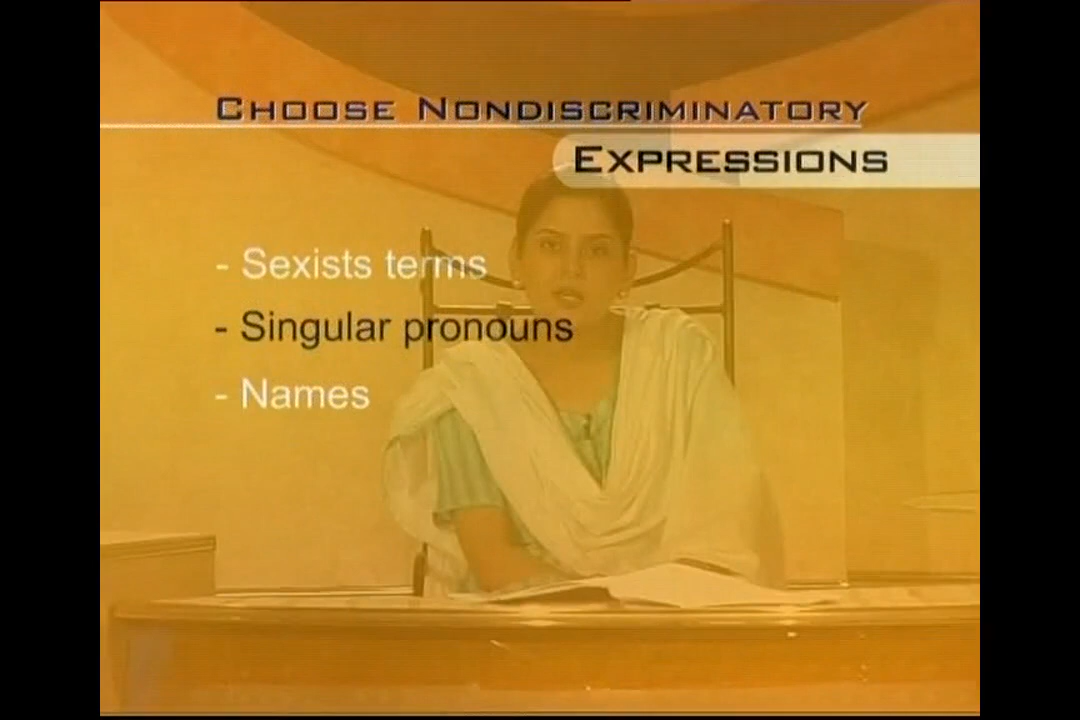 Choose Nondiscriminatory
Expressions
- Sexists terms
- Singular pronouns
- Names